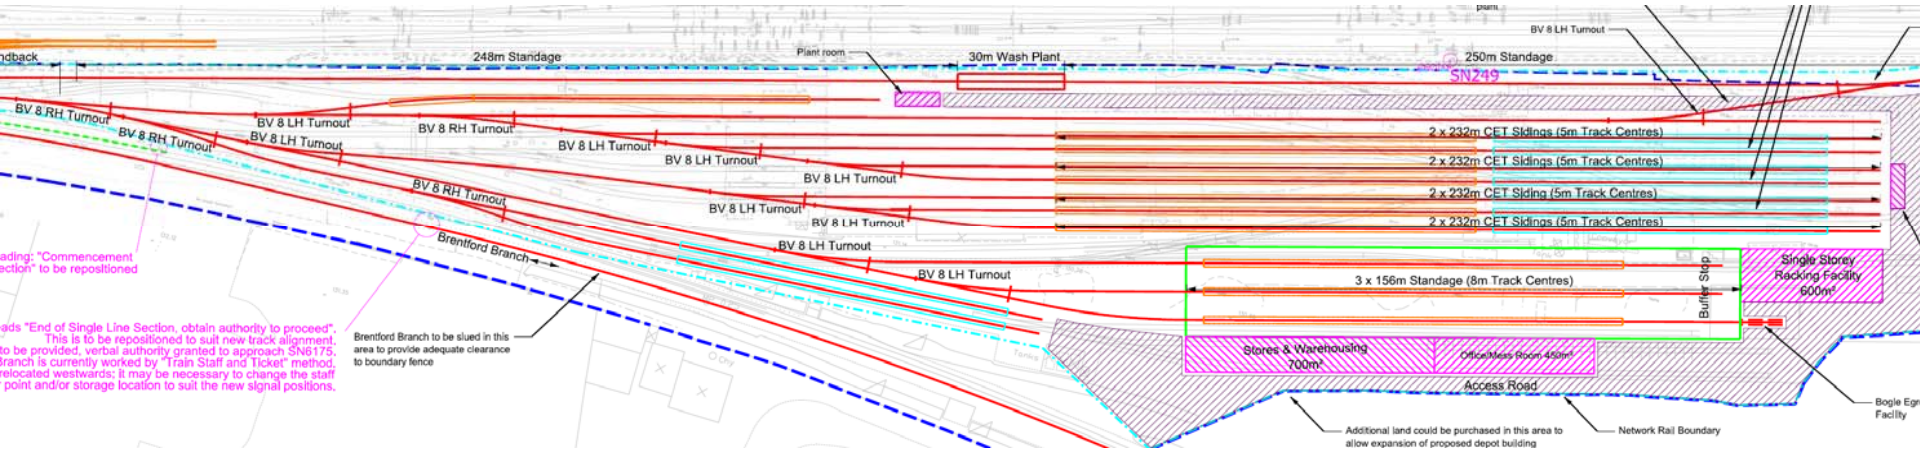 plant
BV 8 LH Turnout
ndback
248m Standage
Plant room
30m Wash Plant
250m Standage
SN249
BV 8 RH Turnout
BV 8 LH Turnout
BV 8 RH Turnout
BV 8 RH Turnout
BV 8 LH Turnout
BV 8 LH Turnout
BV 8 LH Turnout
BV 8 LH Turnout
2 x 232m CET Sidings (5m Track Centres)
2 x 232m CET Sidings (5m Track Centres)
2 x 232m CET Siding (5m Track Centres)
2 x 232m CET Sidings (5m Track Centres)
BV 8 RH Turnout
BV 8 LH Turnout
BV 8 LH Turnout
BV 8 LH Turnout
BV 8 LH Turnout
Brentford Branch
ading: "Commencement
ection" to be repositioned
3 x 156m Standage (8m Track Centres)
Buffer Stop
Single Storey
Racking Facility
600m²
eads "End of Single Line Section, obtain authority to proceed".
This is to be repositioned to suit new track alignment.
to be provided, verbal authority granted to approach SN6175.
Branch is currently worked by "Train Staff and Ticket" method.
relocated westwards; it may be necessary to change the staff
point and/or storage location to suit the new signal positions.
Brentford Branch to be slued in this
area to provide adequate clearance
to boundary fence
Stores & Warehousing
700m²
Office/Mess Room 450m²
Access Road
Additional land could be purchased in this area to
allow expansion of proposed depot building
Network Rail Boundary
Bogie Egr
Facility